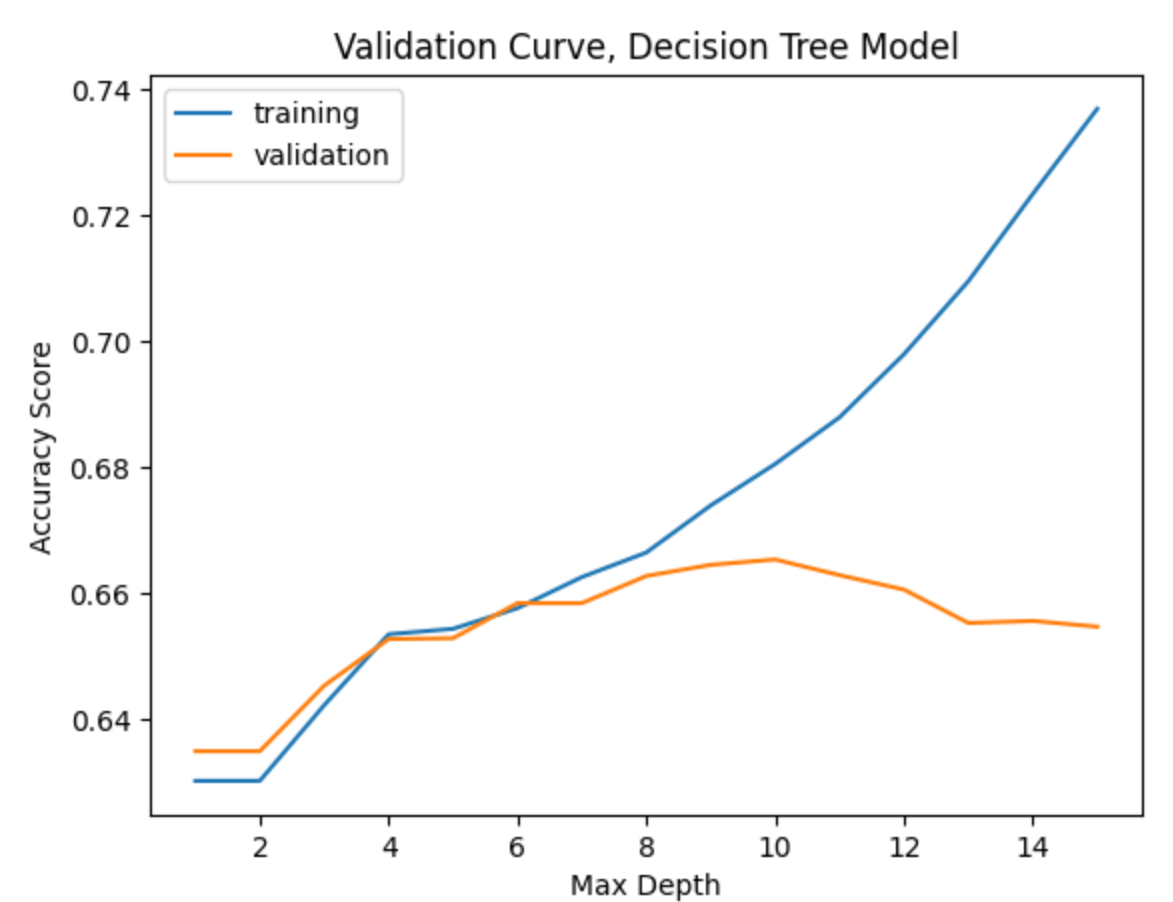 Validation Curve, Decision Tree Model
training
validation
0.74
0.72
0.70
0.68
0.66
0.64
Accuracy Score
2 4 6 8 10 12 14
Max Depth